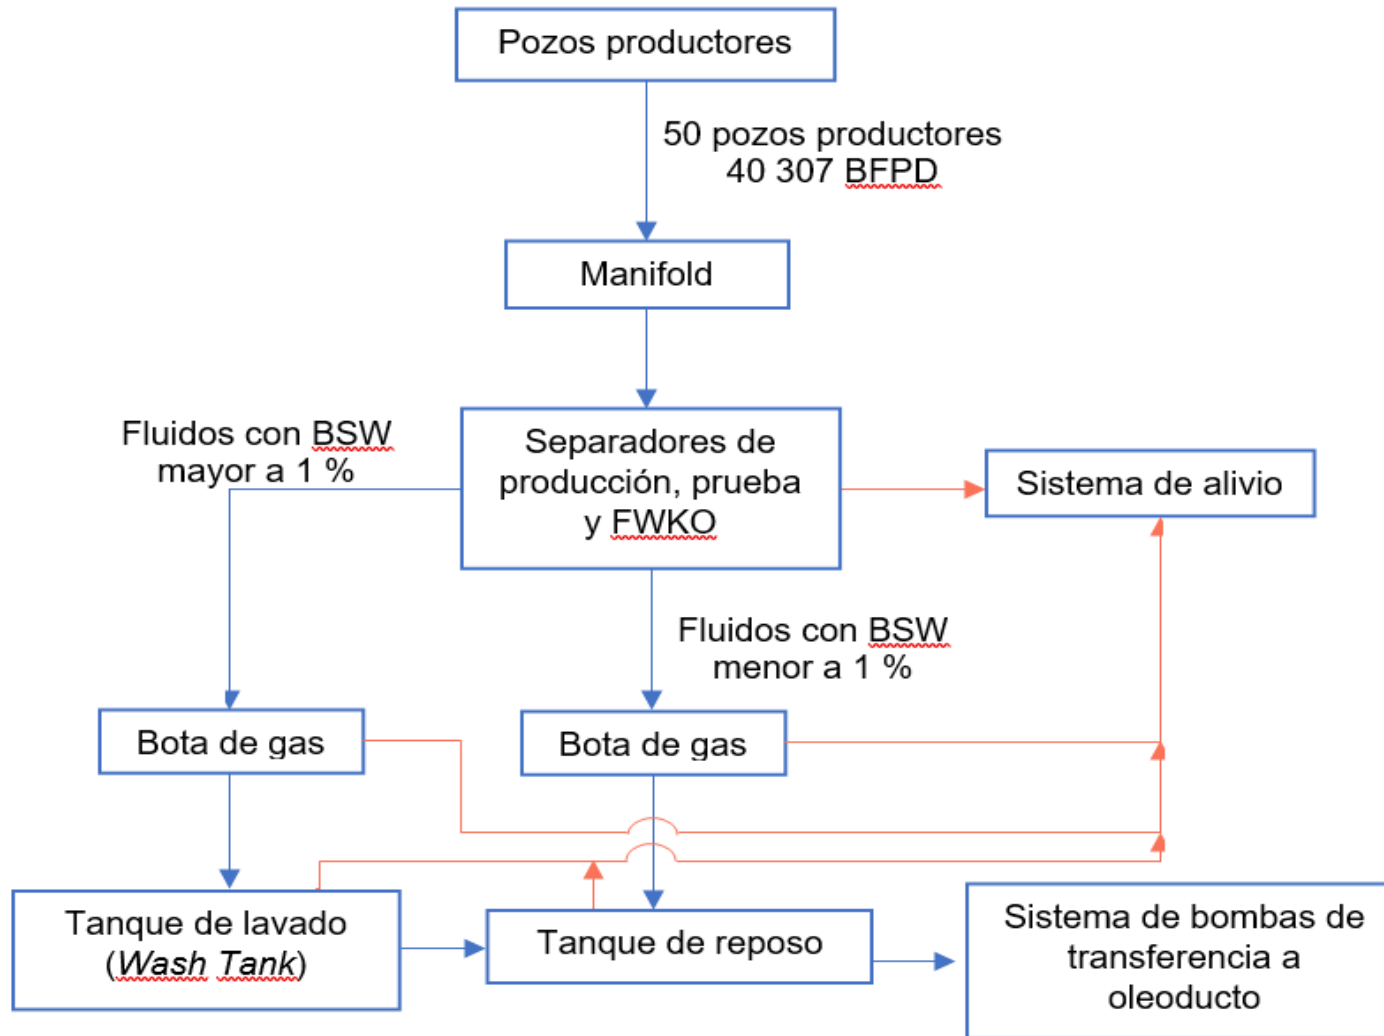 Pozos productores
50 pozos productores
40 307 BFPD
Manifold
Fluidos con BSW
mayor a 1 %
Separadores de
producción, prueba
y FWKO
Sistema de alivio
Fluidos con BSW
menor a 1 %
Bota de gas
Bota de gas
Tanque de lavado
(Wash Tank)
Tanque de reposo
Sistema de bombas de
transferencia a
oleoducto